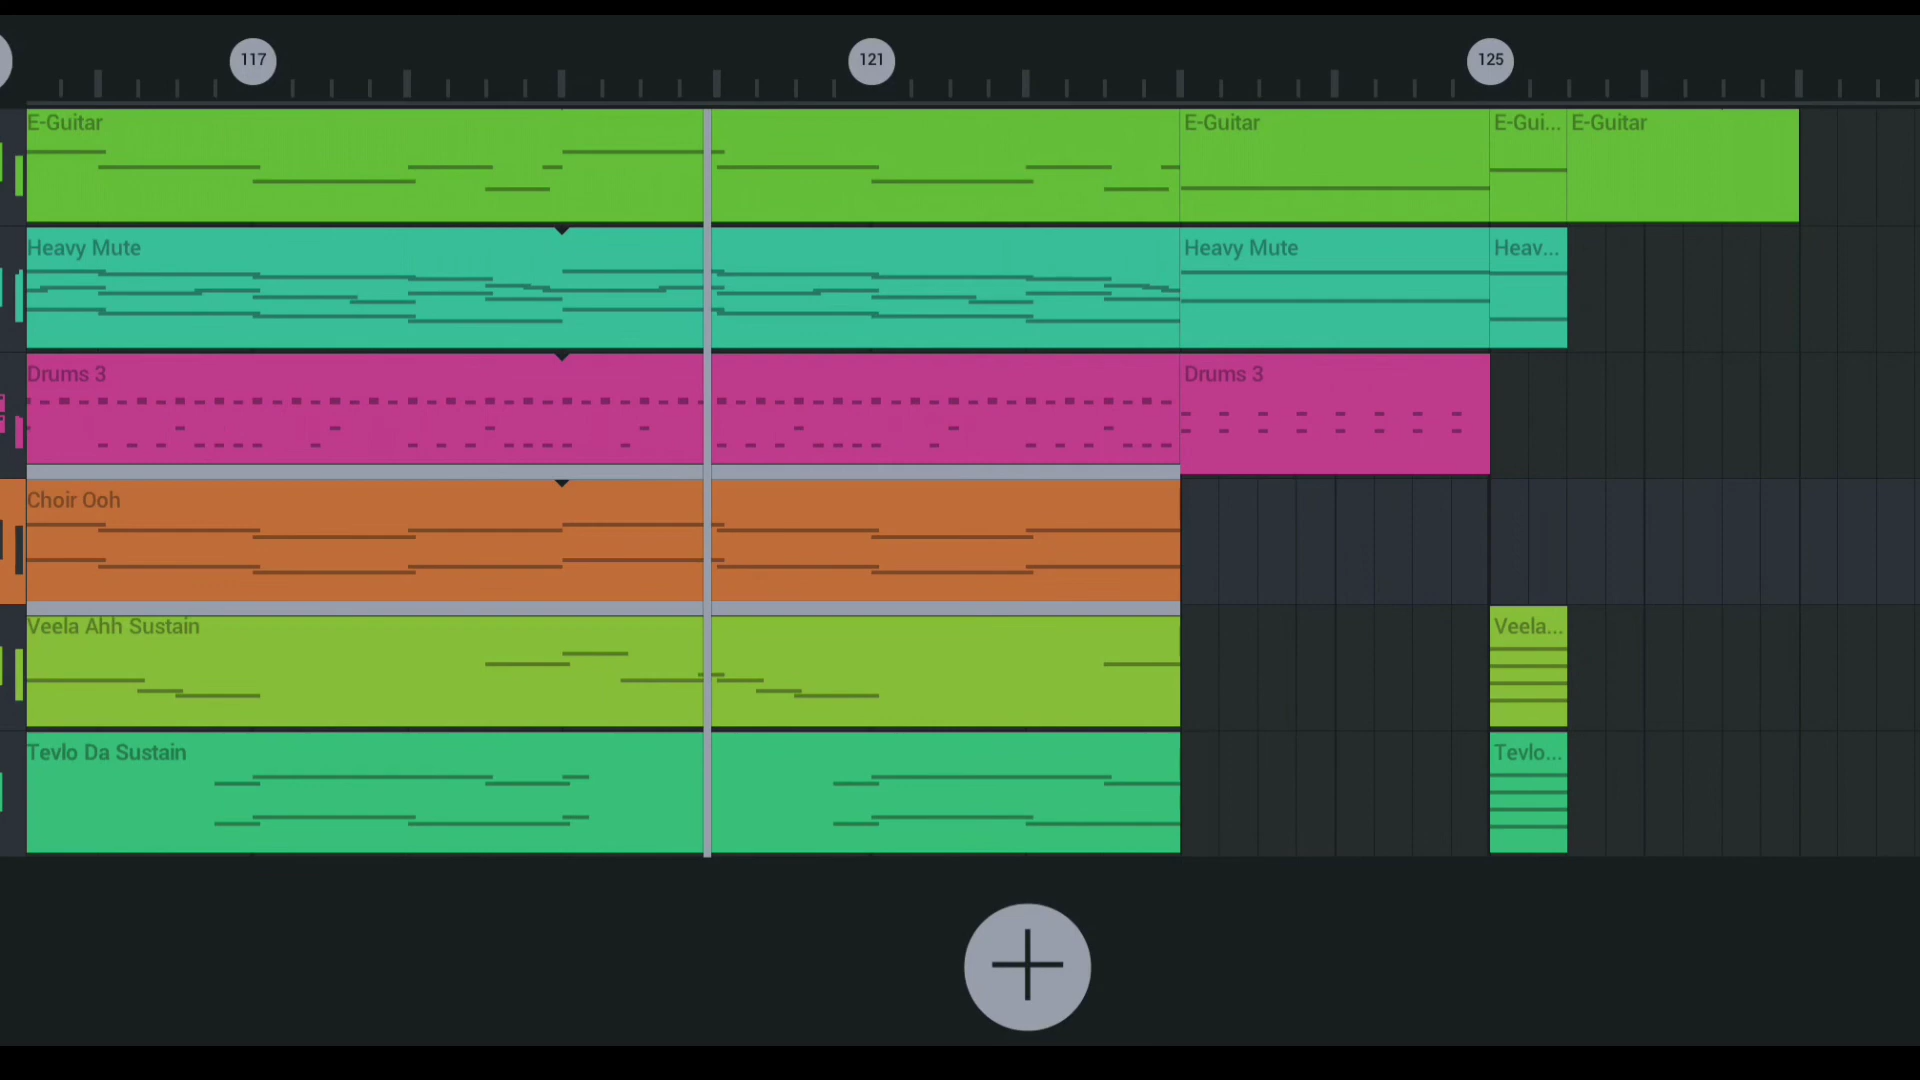 117 121 125
E-Guitar E-Guitar E-Gui... E-Guitar
Heavy Mute Heavy Mute Heav...
Drums 3 Drums 3
Choir Ooh
Veela Ahh Sustain Veela...
Tevlo Da Sustain Tevlo...